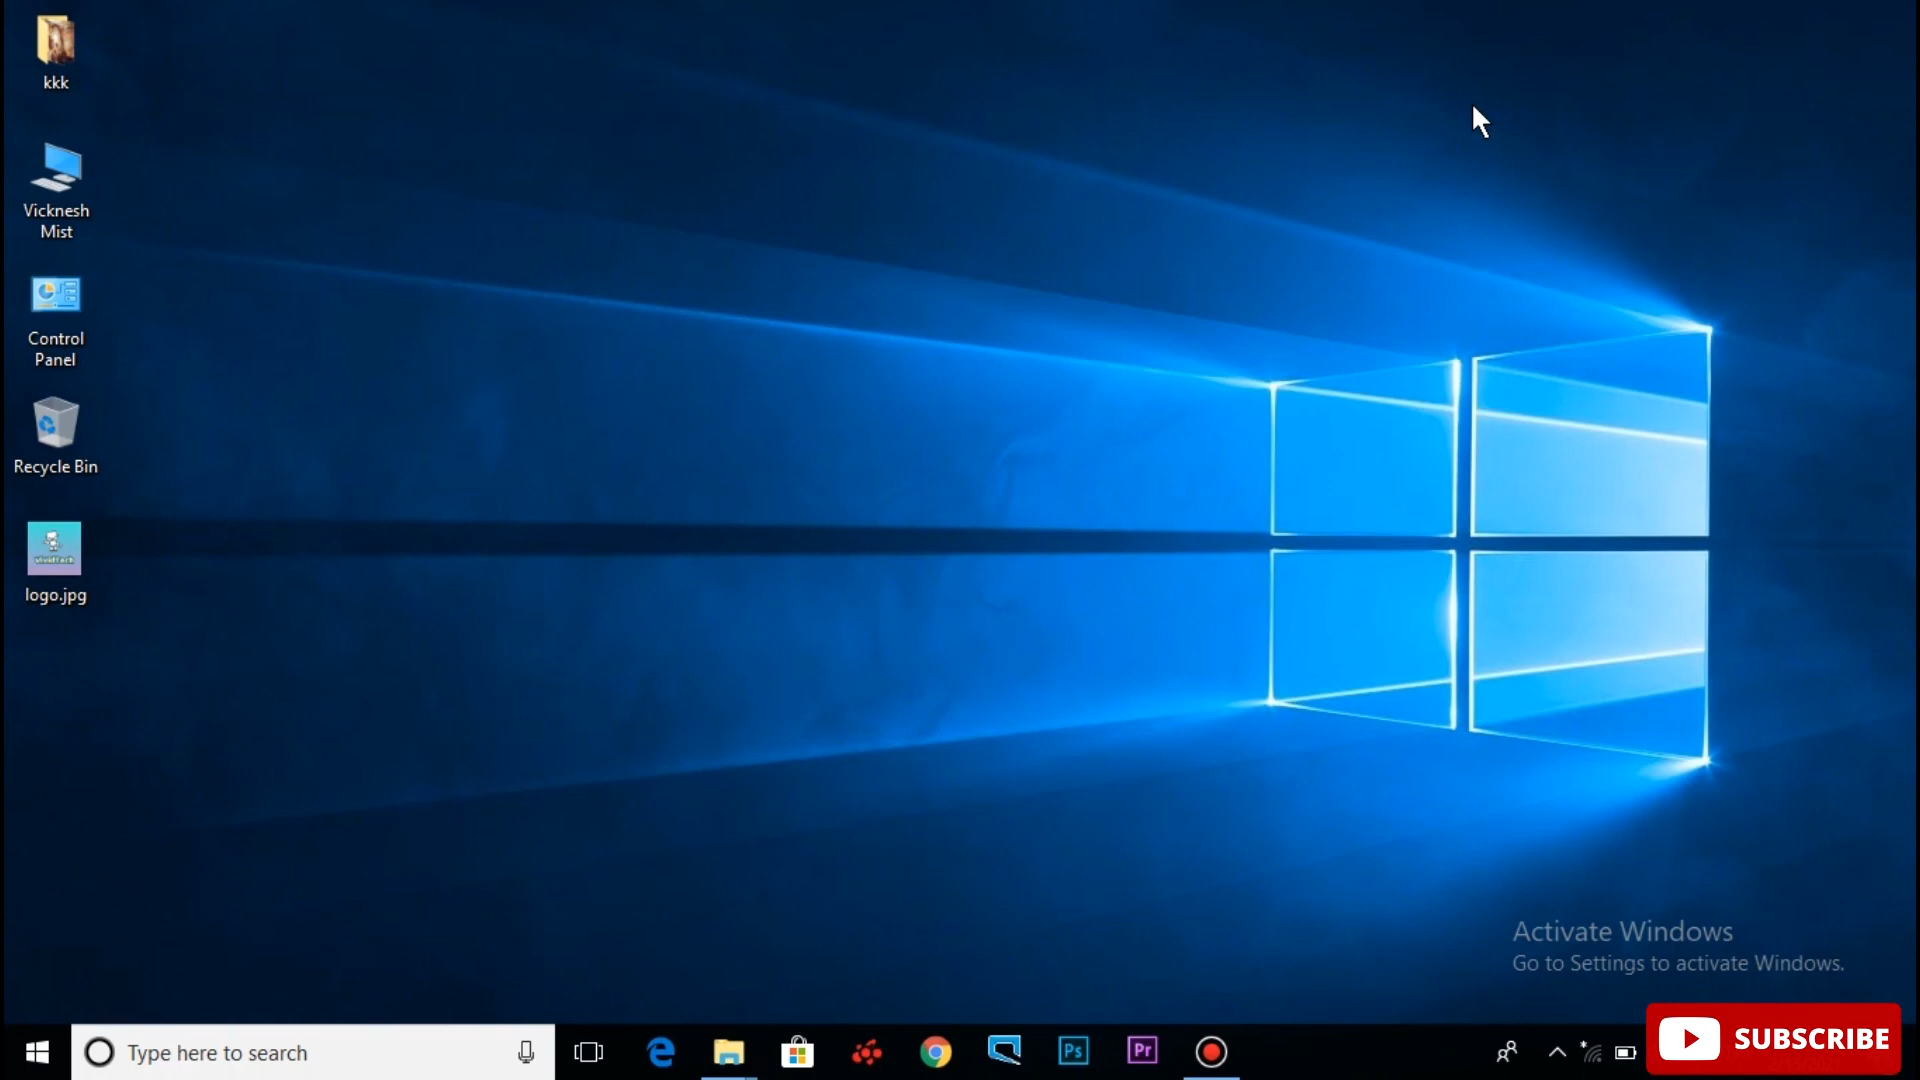 kkk
Vicknesh
Mist
Control
Panel
Recycle Bin
vividtech
logo.jpg
Activate Windows
Go to Settings to activate Windows.
Type here to search
Ps
Pr
SUBSCRIBE